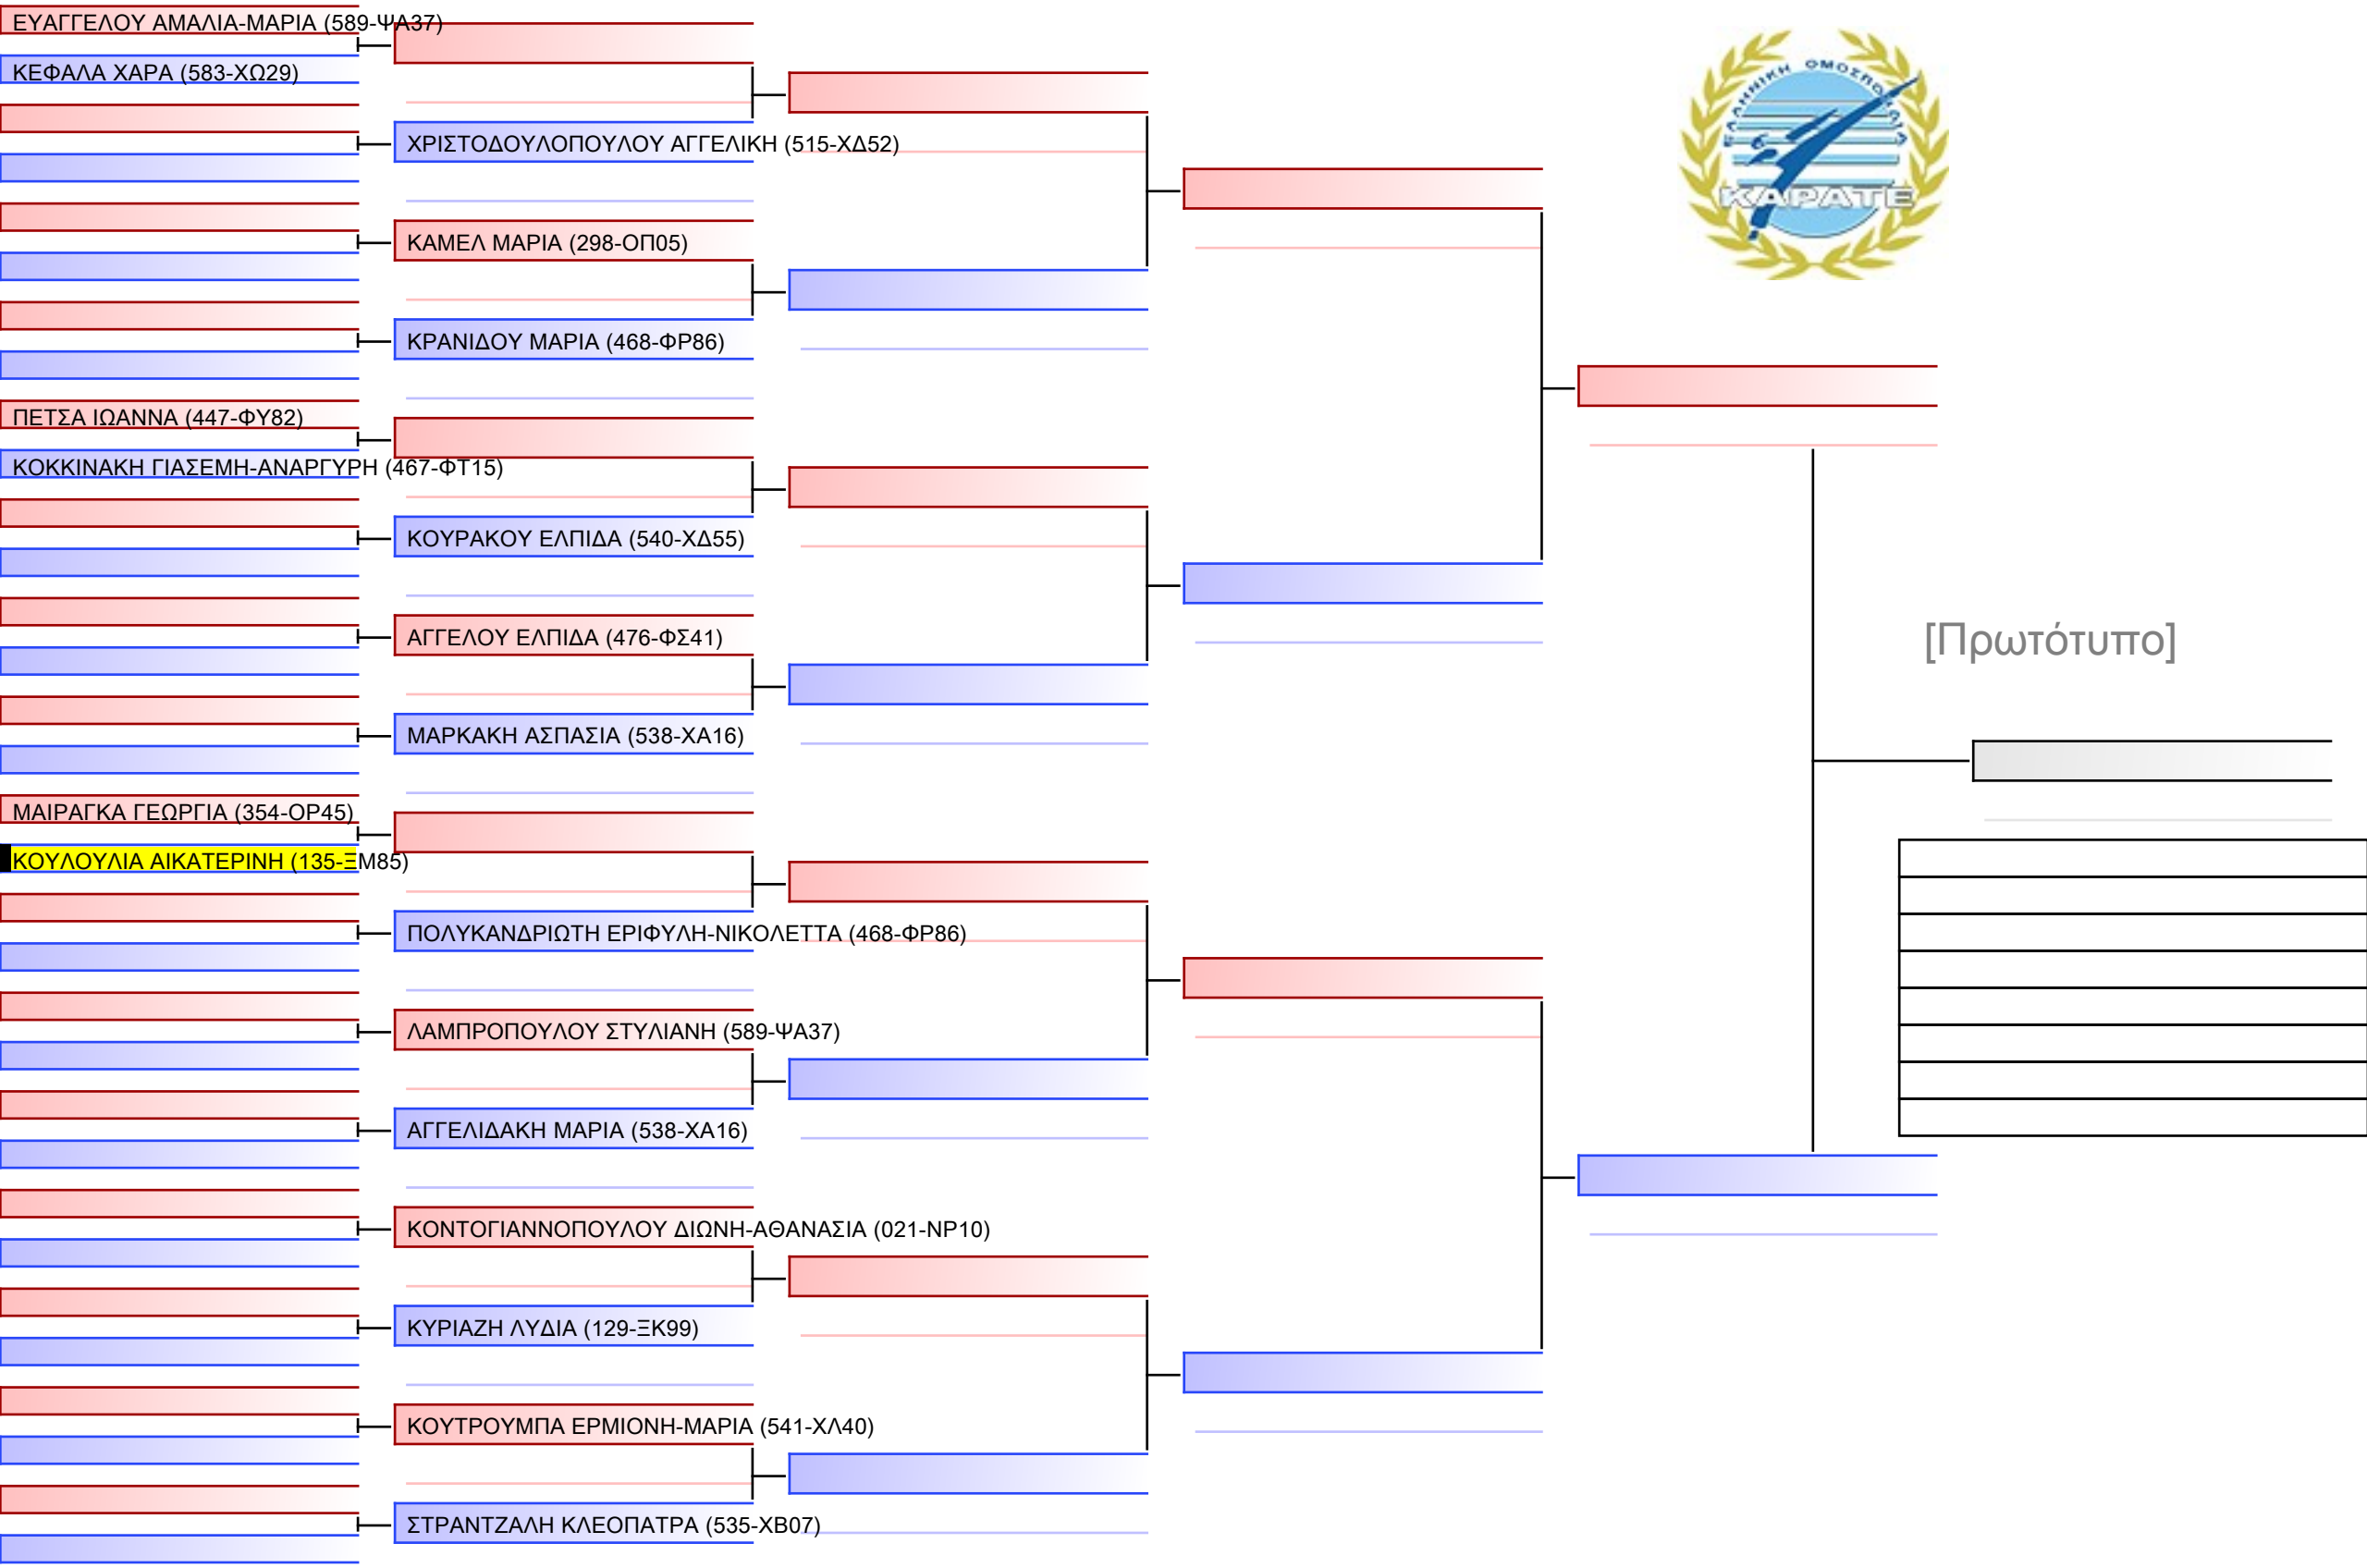 ΕΥΑΓΓΕΛΟΥ ΑΜΑΛΙΑ-ΜΑΡΙΑ (589-ΨΑ37)
ΚΕΦΑΛΑ ΧΑΡΑ (583-ΧΩ29)
ΧΡΙΣΤΟΔΟΥΛΟΠΟΥΛΟΥ ΑΓΓΕΛΙΚΗ (515-ΧΔ52)
ΚΑΜΕΛ ΜΑΡΙΑ (298-ΟΠ05)
ΚΡΑΝΙΔΟΥ ΜΑΡΙΑ (468-ΦΡ86)
ΠΕΤΣΑ ΙΩΑΝΝΑ (447-ΦΥ82)
ΚΟΚΚΙΝΑΚΗ ΓΙΑΣΕΜΗ-ΑΝΑΡΓΥΡΗ (467-ΦΤ15)
ΚΟΥΡΑΚΟΥ ΕΛΠΙΔΑ (540-ΧΔ55)
ΑΓΓΕΛΟΥ ΕΛΠΙΔΑ (476-ΦΣ41)
ΜΑΡΚΑΚΗ ΑΣΠΑΣΙΑ (538-ΧΑ16)
ΜΑΙΡΑΓΚΑ ΓΕΩΡΓΙΑ (354-ΟΡ45)
ΚΟΥΛΟΥΛΙΑ ΑΙΚΑΤΕΡΙΝΗ (135-ΞΜ85)
ΠΟΛΥΚΑΝΔΡΙΩΤΗ ΕΡΙΦΥΛΗ-ΝΙΚΟΛΕΤΤΑ (468-ΦΡ86)
ΛΑΜΠΡΟΠΟΥΛΟΥ ΣΤΥΛΙΑΝΗ (589-ΨΑ37)
ΑΓΓΕΛΙΔΑΚΗ ΜΑΡΙΑ (538-ΧΑ16)
ΚΟΝΤΟΓΙΑΝΝΟΠΟΥΛΟΥ ΔΙΩΝΗ-ΑΘΑΝΑΣΙΑ (021-ΝΡ10)
ΚΥΡΙΑΖΗ ΛΥΔΙΑ (129-ΞΚ99)
ΚΟΥΤΡΟΥΜΠΑ ΕΡΜΙΟΝΗ-ΜΑΡΙΑ (541-ΧΛ40)
ΣΤΡΑΝΤΖΑΛΗ ΚΛΕΟΠΑΤΡΑ (535-ΧΒ07)
ΕΛΛΗΝΙΚΗ ΟΜΟΣΠΟΝΔΙΑ
ΚΑΡΑΤΕ
[Πρωτότυπο]